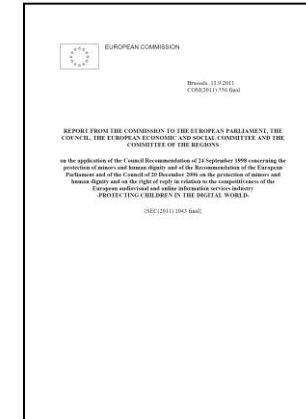 EUROPEAN COMMISSION
Brussels, 13.9.2011
COM(2011) 556 final
REPORT FROM THE COMMISSION TO THE EUROPEAN PARLIAMENT, THE
COUNCIL, THE EUROPEAN ECONOMIC AND SOCIAL COMMITTEE AND THE
COMMITTEE OF THE REGIONS
on the application of the Council Recommendation of 24 September 1998 concerning the
protection of minors and human dignity and of the Recommendation of the European
Parliament and of the Council of 20 December 2006 on the protection of minors and
human dignity and on the right of reply in relation to the competitiveness of the
European audiovisual and online information services industry
-PROTECTING CHILDREN IN THE DIGITAL WORLD-
{SEC(2011) 1043 final}